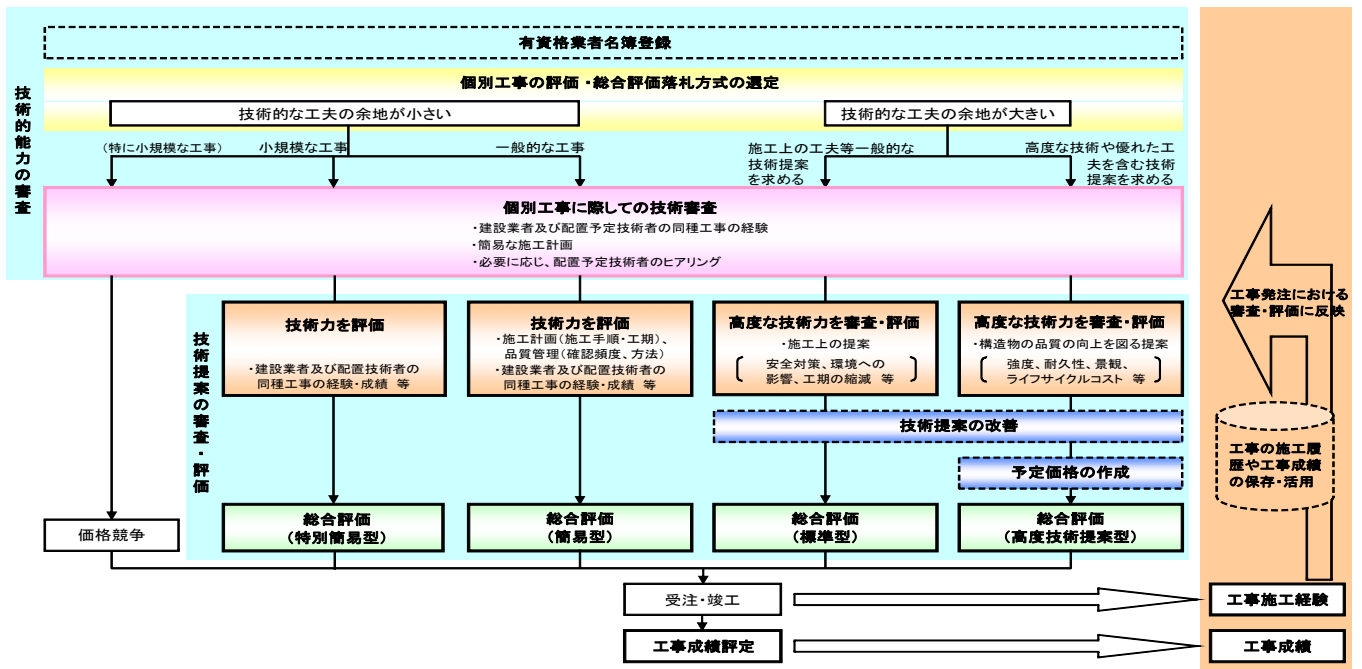 有資格業者名簿登録
個別工事の評価・総合評価落札方式の選定
技術的な工夫の余地が小さい
技術的な工夫の余地が大きい
技術的能力の審査
(特に小規模な工事)
小規模な工事
一般的な工事
施工上の工夫等一般的な
技術提案
を求める
高度な技術や優れた工
夫を含む技術
提案を求める
個別工事に際しての技術審査
・建設業者及び配置予定技術者の同種工事の経験
・簡易な施工計画
・必要に応じ、配置予定技術者のヒアリング
技術提案の審査・評価
技術力を評価
・建設業者及び配置技術者の
同種工事の経験・成績 等
技術力を評価
・施工計画(施工手順・工期)、
品質管理(確認頻度、方法)
・建設業者及び配置技術者の
同種工事の経験・成績 等
高度な技術力を審査・評価
・施工上の提案
安全対策、環境への
影響、工期の縮減 等
高度な技術力を審査・評価
・構造物の品質の向上を図る提案
強度、耐久性、景観、
ライフサイクルコスト 等
技術提案の改善
予定価格の作成
価格競争
総合評価
(特別簡易型)
総合評価
(簡易型)
総合評価
(標準型)
総合評価
(高度技術提案型)
受注・竣工
工事成績評定
工事発注における
審査・評価に反映
工事の施工履
歴や工事成績
の保存・活用
工事施工経験
工事成績